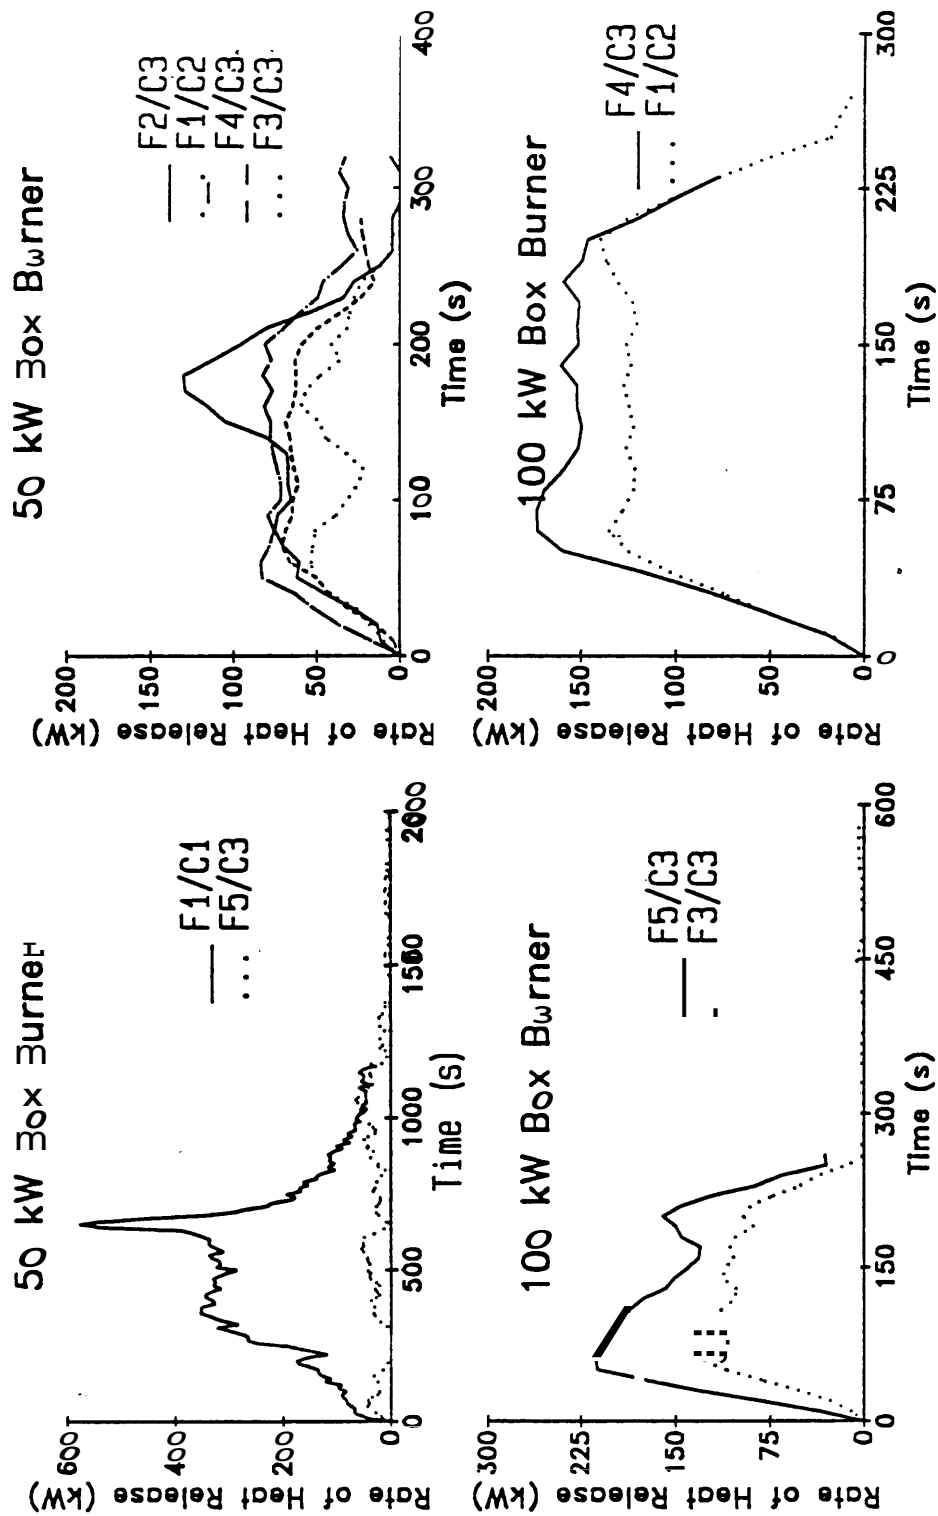 50 kW Box Burner
600
400
200
0
Rate of Heat Release (kW)
0
500
1000
1500
2000
Time (s)
F1/C1
F5/C3
50 kW Box Burner
200
150
100
50
0
Rate of Heat Release (kW)
0
100
200
300
400
Time (s)
F2/C3
F1/C2
F4/C3
F3/C3
100 kW Box Burner
300
225
150
75
0
Rate of Heat Release (kW)
0
150
300
450
600
Time (s)
F5/C3
F3/C3
100 kW Box Burner
200
150
100
50
0
Rate of Heat Release (kW)
0
75
150
225
300
Time (s)
F4/C3
F1/C2